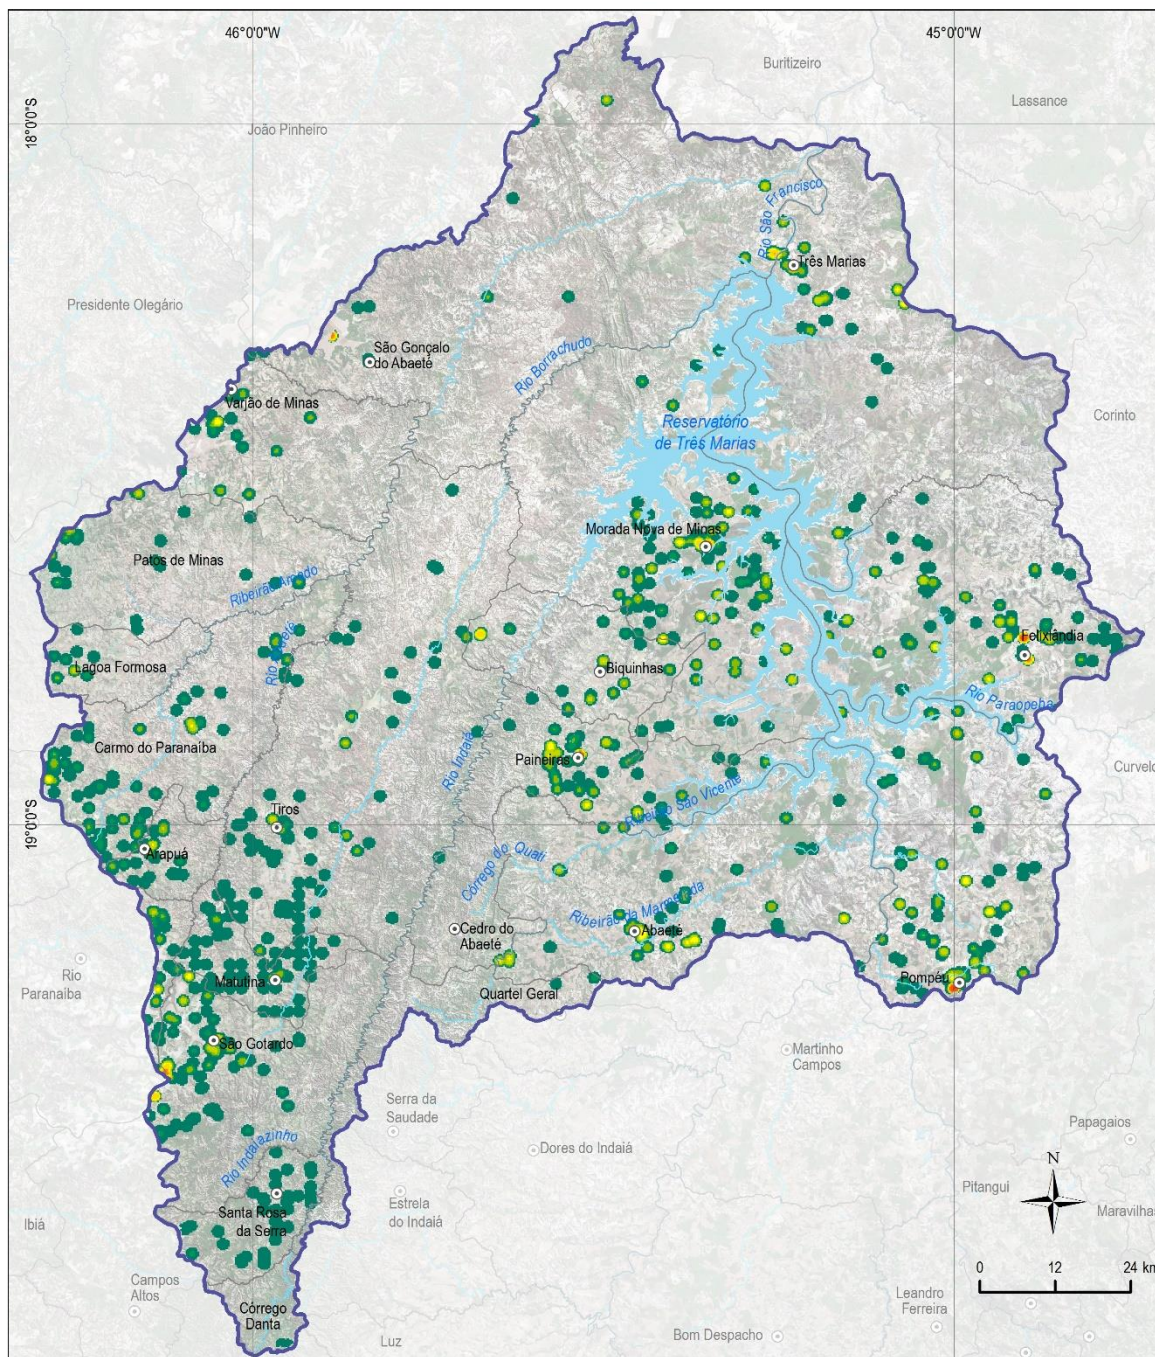 46°0'0"W
45°0'0"W
Buritizeiro
Lassance
18°0'0"S
João Pinheiro
Rio São Francisco
Três Marias
Presidente Olegário
São Gonçalo
do Abaeté
Rio Borrachudo
Varjão de Minas
Corinto
Reservatório
de Três Marias
Morada Nova de Minas
Patos de Minas
Ribeirão Areado
Rio Abaeté
Felixlândia
Lagoa Formosa
Biquinhas
Rio Paraopeba
Carmo do Paranaíba
Rio Indaiá
Paineiras
Curvelo
Ribeirão São Vicente
Tiros
19°0'0"S
Arapuá
Córrego do Quati
Ribeirão da Marmelada
Cedro do
Abaeté
Abaeté
Rio
Paranaíba
Matutina
Quartel Geral
Pompéu
São Gotardo
Martinho
Campos
Serra da
Saudade
Papagaios
Rio Indaiazinho
Dores do Indaiá
N
Pitangui
Estrela
do Indaiá
Maravilhas
Ibiá
Santa Rosa
da Serra
0 12 24 km
Campos
Altos
Córrego
Danta
Leandro
Ferreira
Luz
Bom Despacho